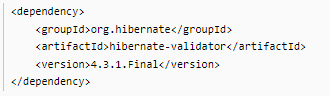 <dependency>
    <groupId>org.hibernate</groupId>
    <artifactId>hibernate-validator</artifactId>
    <version>4.3.1.Final</version>
</dependency>